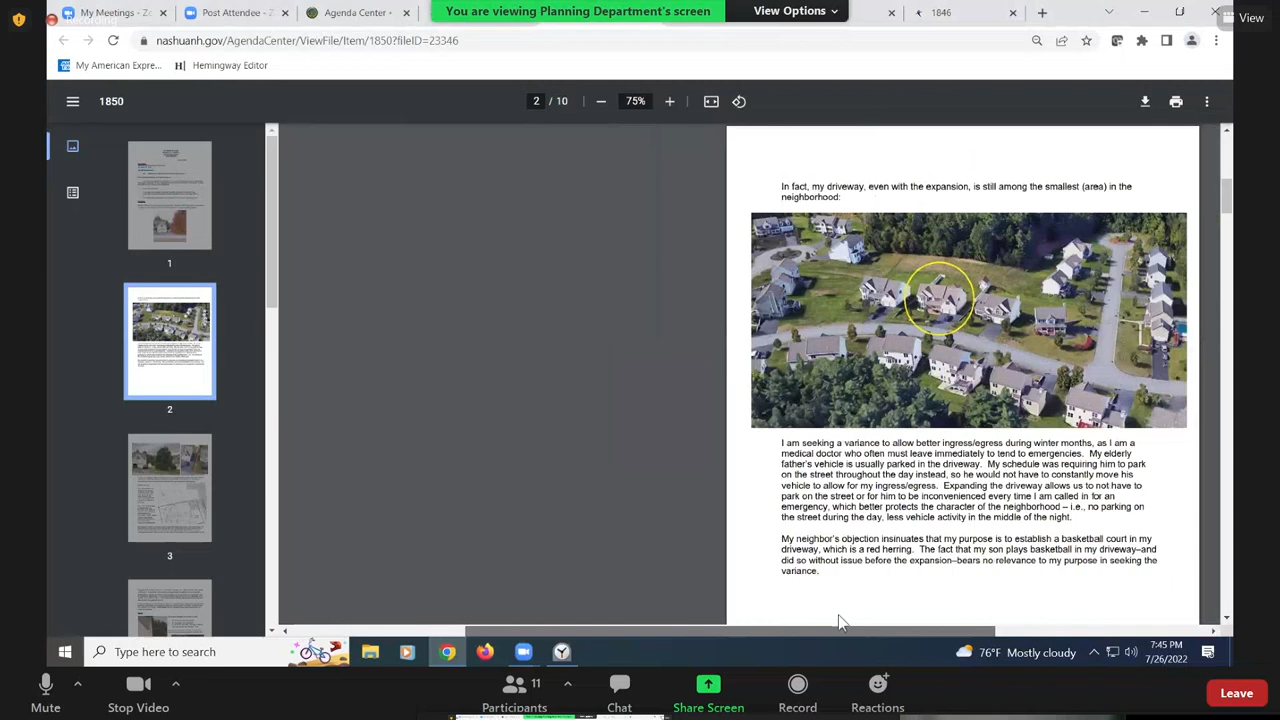 Recording
My Meetings - Ze
Post Attendee - Z
Agenda Center -
You are viewing Planning Department's screen
View Options
1846
View
nashuanh.gov/AgendaCenter/ViewFile/Item/1850?fileID=23346
My American Expre...
Hemingway Editor
1850
2 / 10
75%
In fact, my driveway, even with the expansion, is still among the smallest (area) in the
neighborhood:
1
2
3
I am seeking a variance to allow better ingress/egress during winter months, as I am a
medical doctor who often must leave immediately to tend to emergencies. My elderly
father's vehicle is usually parked in the driveway. My schedule was requiring him to park
on the street throughout the day instead, so he would not have to constantly move his
vehicle to allow for my ingress/egress. Expanding the driveway allows us to not have to
park on the street or for him to be inconvenienced every time I am called in for an
emergency, which better protects the character of the neighborhood – i.e., no parking on
the street during the day, less vehicle activity in the middle of the night.
My neighbor's objection insinuates that my purpose is to establish a basketball court in my
driveway, which is a red herring. The fact that my son plays basketball in my driveway–and
did so without issue before the expansion–bears no relevance to my purpose in seeking the
variance.
Type here to search
76°F Mostly cloudy
7:45 PM
7/26/2022
Mute
Stop Video
11
Participants
Chat
Share Screen
Record
Reactions
Leave